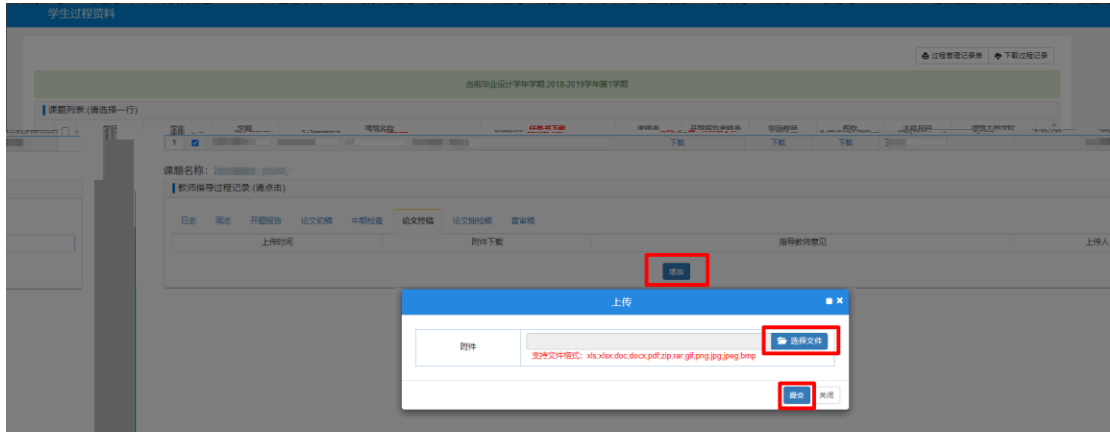 学生过程资料
过程管理记录表 下载过程记录
当前毕业设计学年学期:2018-2019学年第1学期
课题列表:(请选择一行)
任务书下载
1 下载 下载 下载
课题名称：
教师指导过程记录:(请点击)
日志 周志 开题报告 论文初稿 中期检查 论文终稿 论文抽检稿 盲审稿
上传时间 附件下载 指导教师意见 上传人
增加
上传
附件 选择文件
支持文件格式：xls;xlsx;doc;docx;pdf;zip;rar;gif;png;jpg;jpeg;bmp
提交 关闭